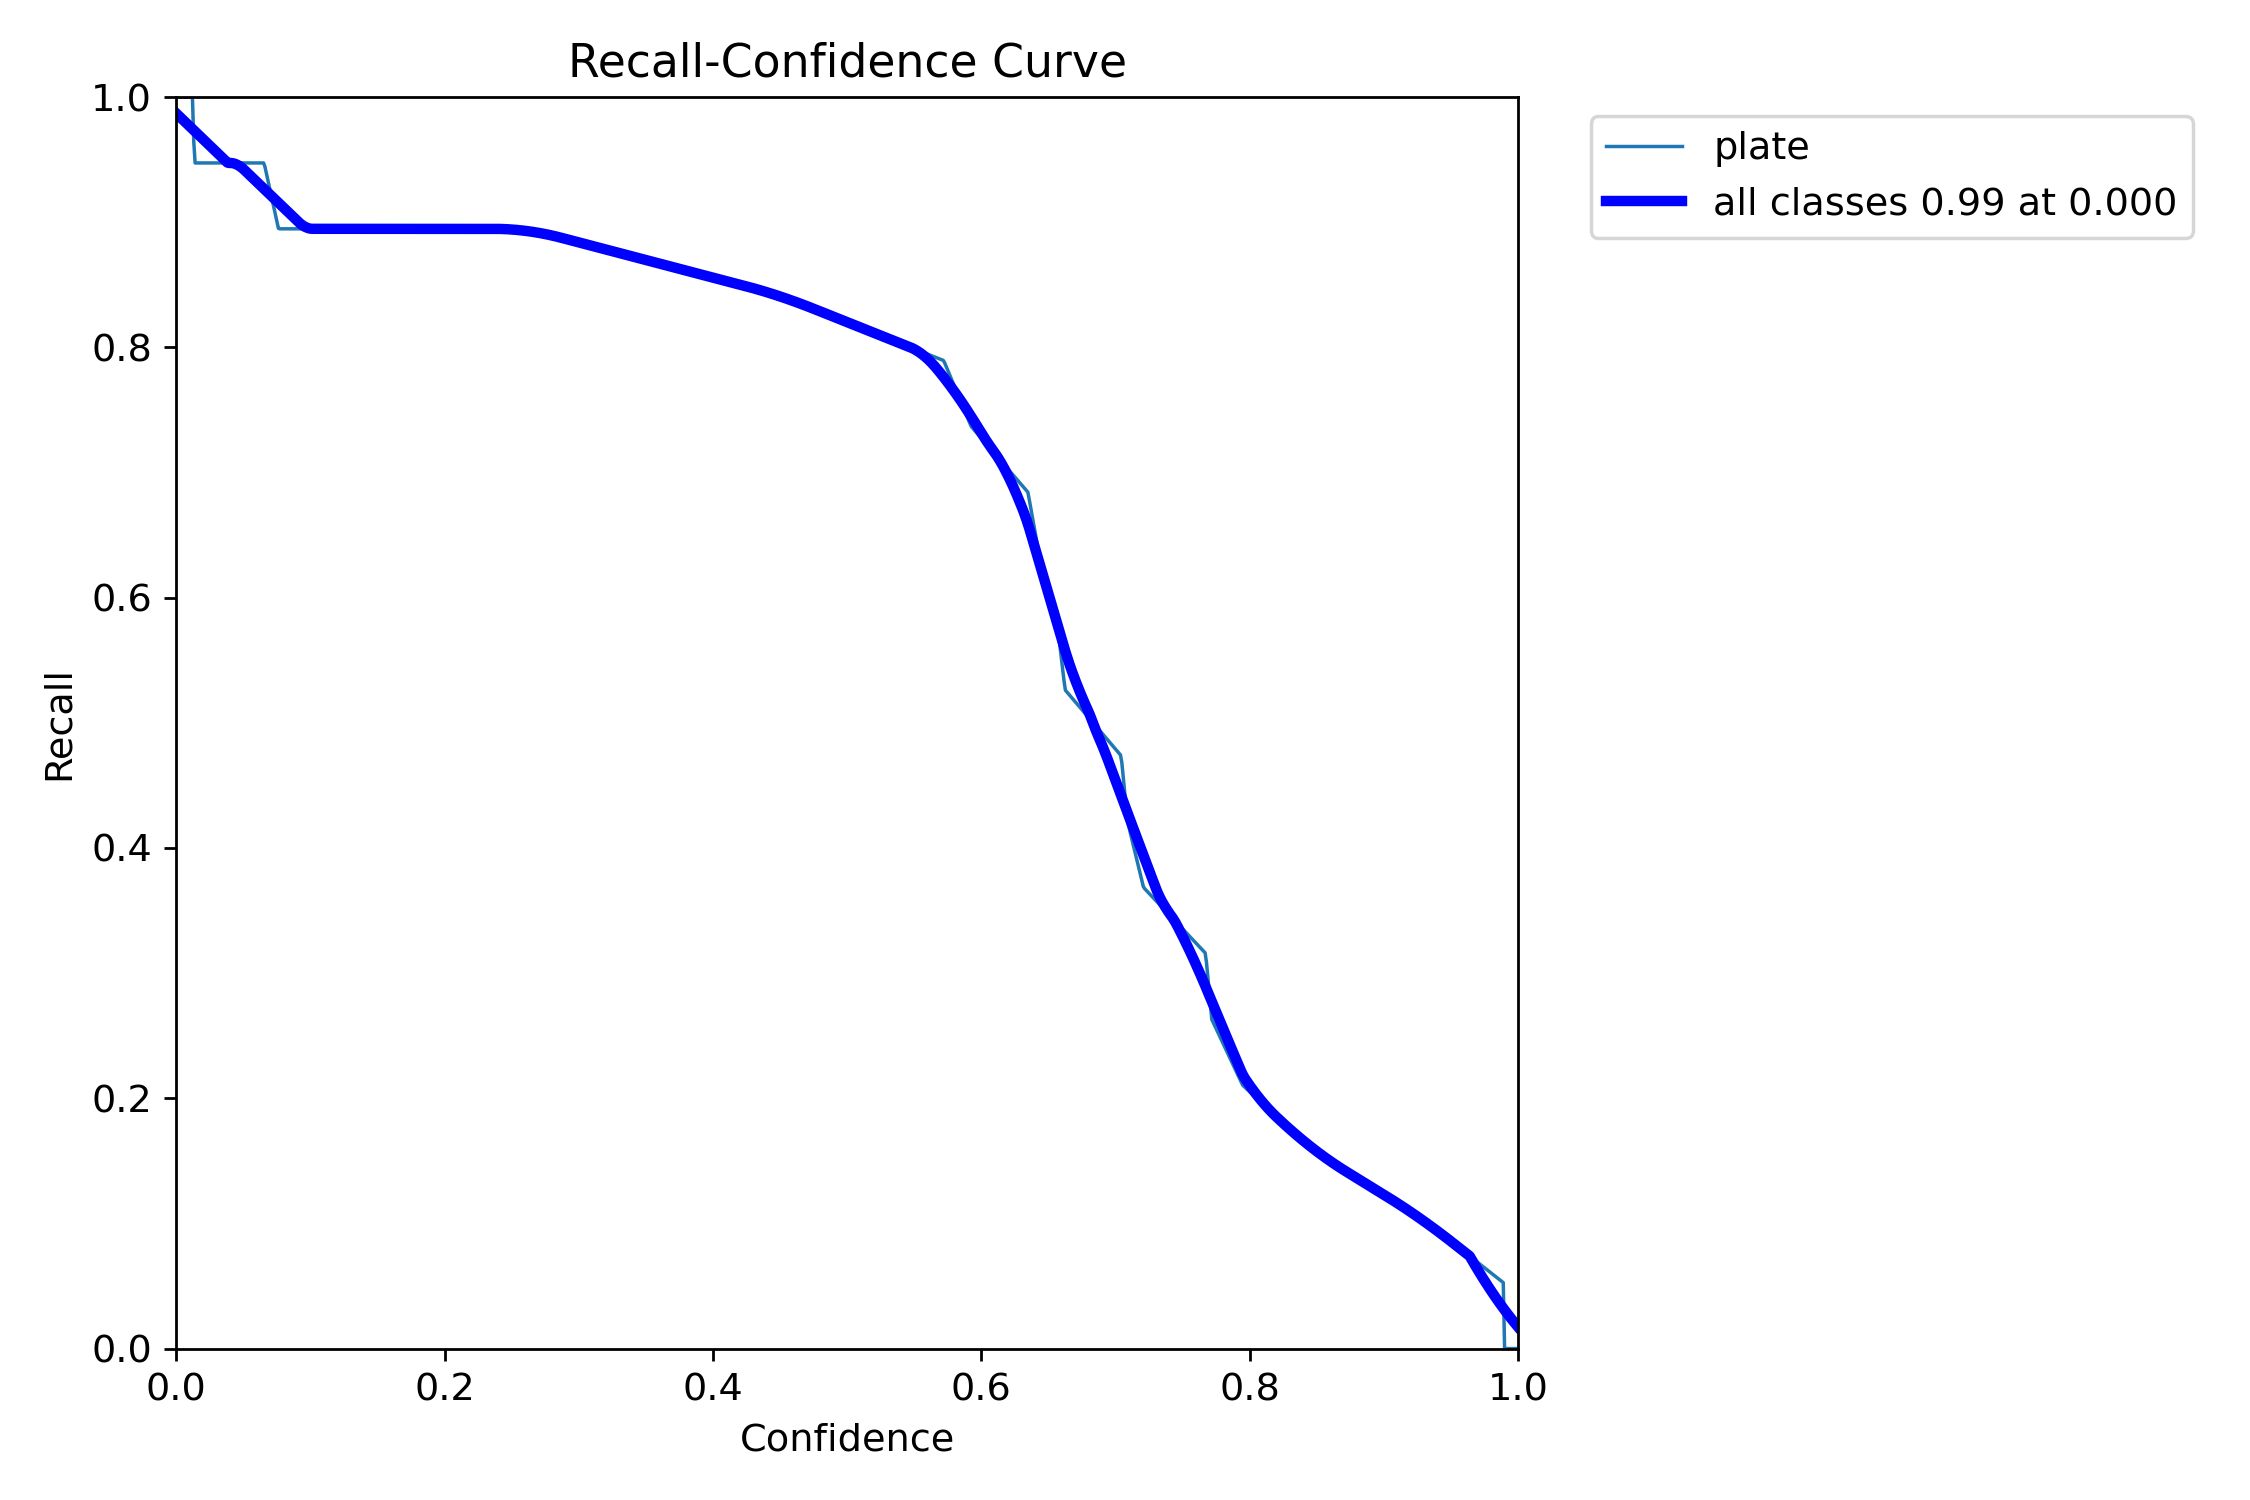 Recall-Confidence Curve
plate
all classes 0.99 at 0.000
1.0
0.8
0.6
0.4
0.2
0.0
Recall
0.0 0.2 0.4 0.6 0.8 1.0
Confidence